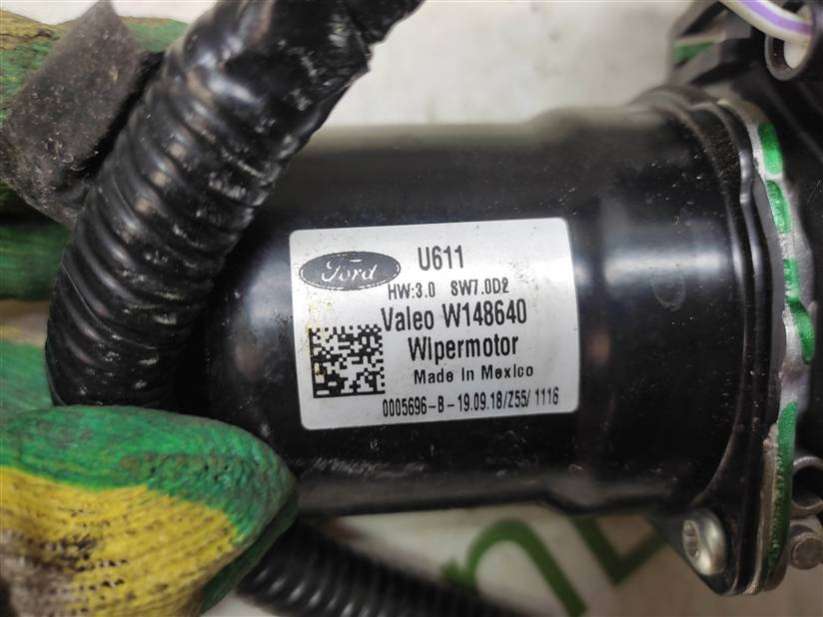 Ford
U611
HW:3.0 SW7.0D2
Valeo W148640
Wipermotor
Made in Mexico
0005696-B-19.09.18/Z55/1116